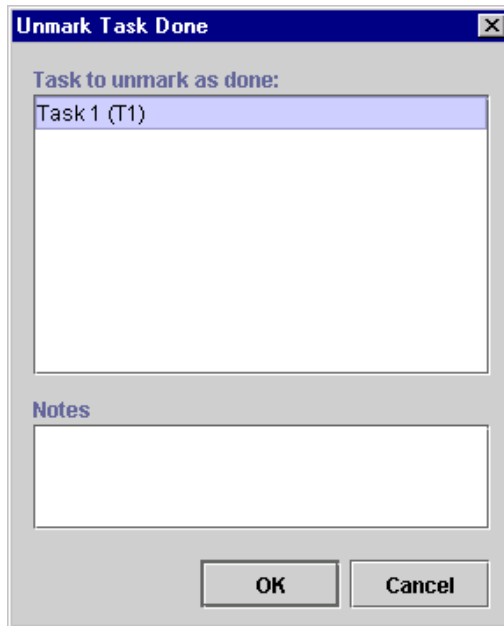 Unmark Task Done
Task to unmark as done:
Task 1 (T1)
Notes
OK
Cancel